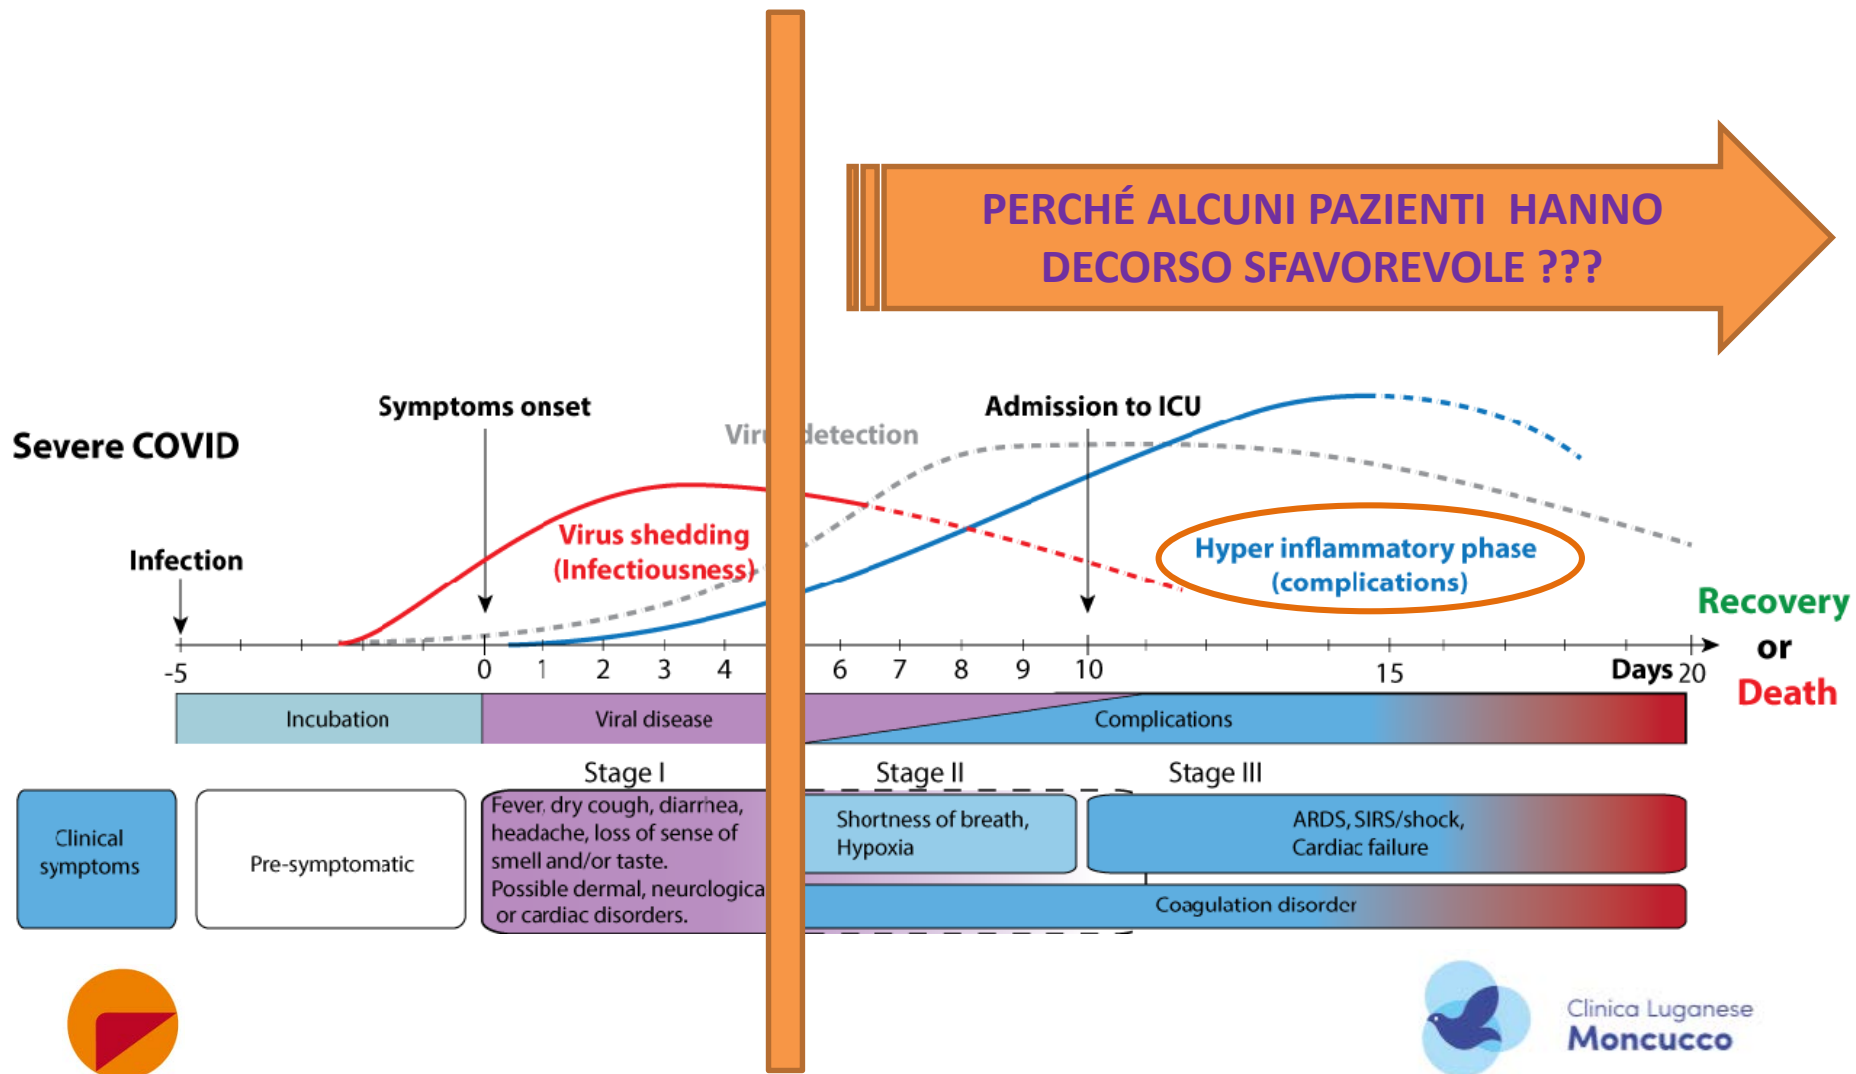 PERCHÉ ALCUNI PAZIENTI HANNO
DECORSO SFAVOREVOLE ???
Severe COVID
Symptoms onset
detection
Admission to ICU
Infection
Virus shedding
(Infectiousness)
Hyper inflammatory phase
(complications)
Recovery
or
Death
-5 0 1 2 3 4 6 7 8 9 10 15 Days 20
Incubation
Viral disease
Complications
Stage I
Stage II
Stage III
Clinical
symptoms
Pre-symptomatic
Fever, dry cough, diarrhea,
headache, loss of sense of
smell and/or taste.
Possible dermal, neurologica
or cardiac disorders.
Shortness of breath,
Hypoxia
ARDS, SIRS/shock,
Cardiac failure
Coagulation disorder
Clinica Luganese
Moncucco